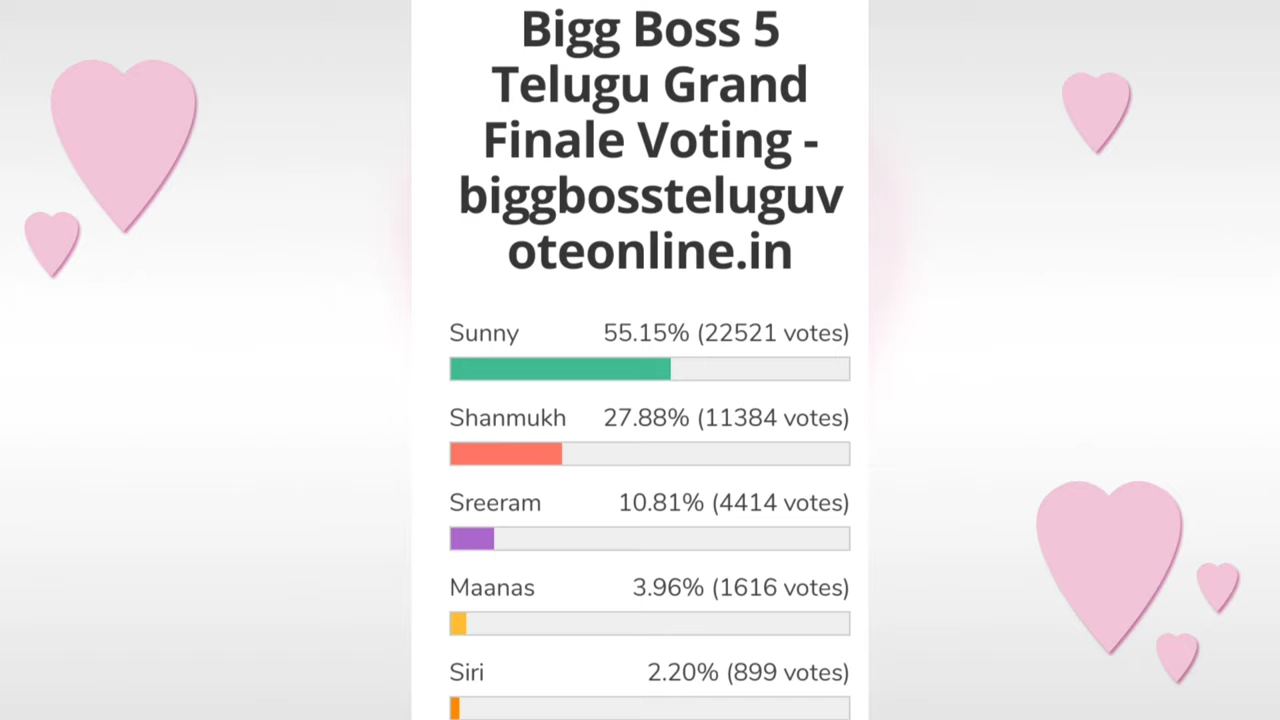 Bigg Boss 5
Telugu Grand
Finale Voting -
biggbossteluguv
oteonline.in
Sunny 55.15% (22521 votes)
Shanmukh 27.88% (11384 votes)
Sreeram 10.81% (4414 votes)
Maanas 3.96% (1616 votes)
Siri 2.20% (899 votes)